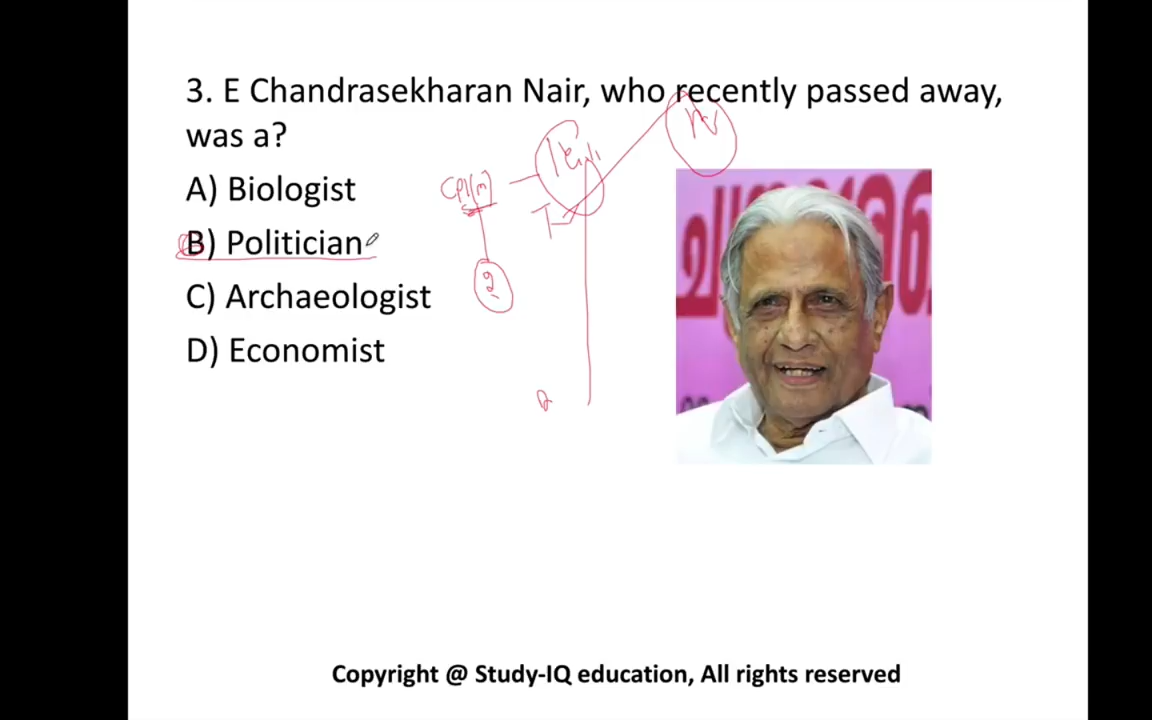 3. E Chandrasekharan Nair, who recently passed away,
was a?
A) Biologist
CPI(m)
B) Politician
C) Archaeologist
D) Economist
Copyright @ Study-IQ education, All rights reserved